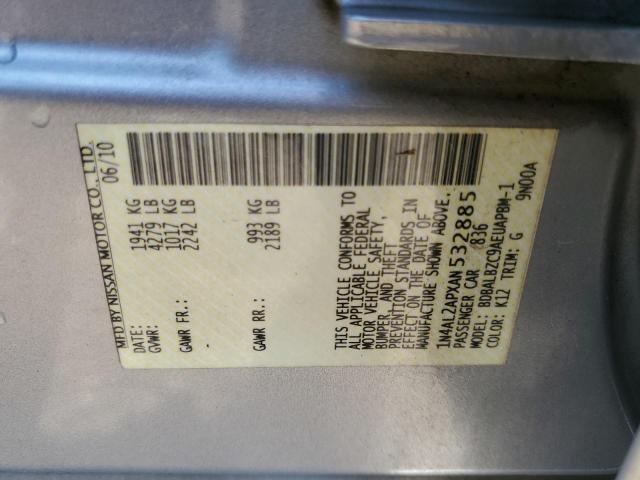 MFD BY NISSAN MOTOR CO., LTD.
DATE: 06/10
GVWR: 1941 KG
4279 LB
GAWR FR.: 1017 KG
2242 LB
GAWR RR.: 993 KG
2189 LB
THIS VEHICLE CONFORMS TO
ALL APPLICABLE FEDERAL
MOTOR VEHICLE SAFETY,
BUMPER, AND THEFT
PREVENTION STANDARDS IN
EFFECT ON THE DATE OF
MANUFACTURE SHOWN ABOVE.
1N4AL2APXAN532885
PASSENGER CAR 7836
MODEL: BDBALBZC9AEUAPBM-1
COLOR: K12 TRIM: G 9N00A